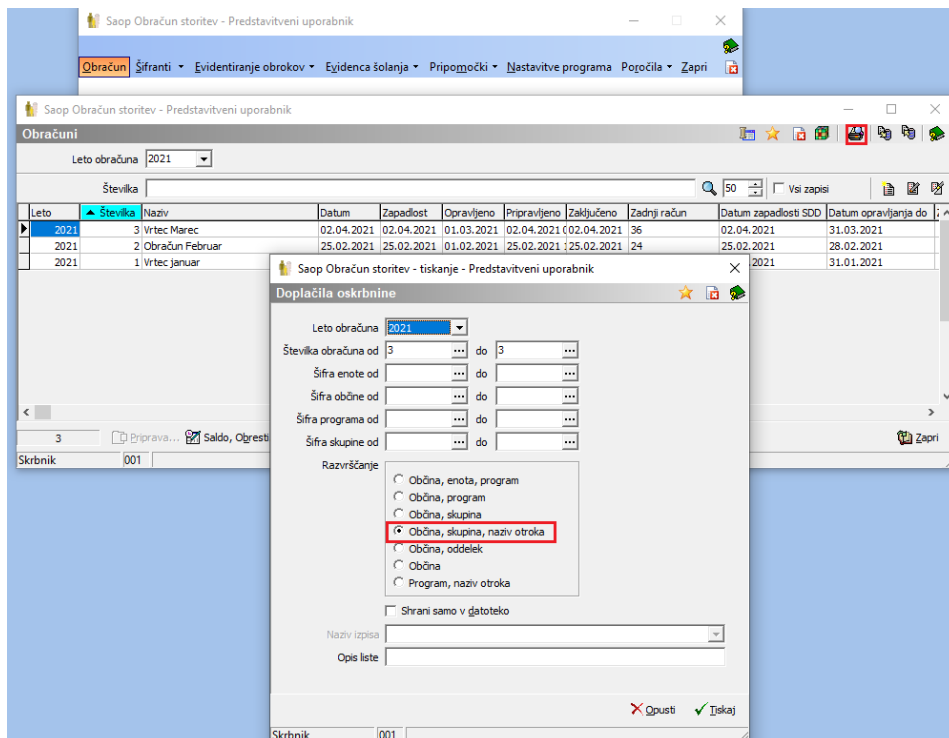 Saop Obračun storitev - Predstavitveni uporabnik
Obračun Šifranti Evidentiranje obrokov Evidenca šolanja Pripomočki Nastavitve programa Poročila Zapri
Saop Obračun storitev - Predstavitveni uporabnik
Obračuni
Leto obračuna 2021
Številka 50 Vsi zapisi
Leto Številka Naziv Datum Zapadlost Opravljeno Pripravljeno Zaključeno Zadnji račun Datum zapadlosti SDD Datum opravljanja do
2021 3 Vrtec Marec 02.04.2021 02.04.2021 01.03.2021 02.04.2021 02.04.2021 36 02.04.2021 31.03.2021
2021 2 Obračun Februar 25.02.2021 25.02.2021 01.02.2021 25.02.2021 25.02.2021 24 25.02.2021 28.02.2021
2021 1 Vrtec januar 2021 31.01.2021
Saop Obračun storitev - tiskanje - Predstavitveni uporabnik
Doplačila oskrbnine
Leto obračuna 2021
Številka obračuna od 3 do 3
Šifra enote od do
Šifra občine od do
Šifra programa od do
Šifra skupine od do
Razvrščanje
Občina, enota, program
Občina, program
Občina, skupina
Občina, skupina, naziv otroka
Občina, oddelek
Občina
Program, naziv otroka
Shrani samo v datoteko
Naziv izpisa
Opis liste
Opusti Tiskaj
Skrbnik 001
3 Priprava... Saldo, Obresti Zapri
Skrbnik 001